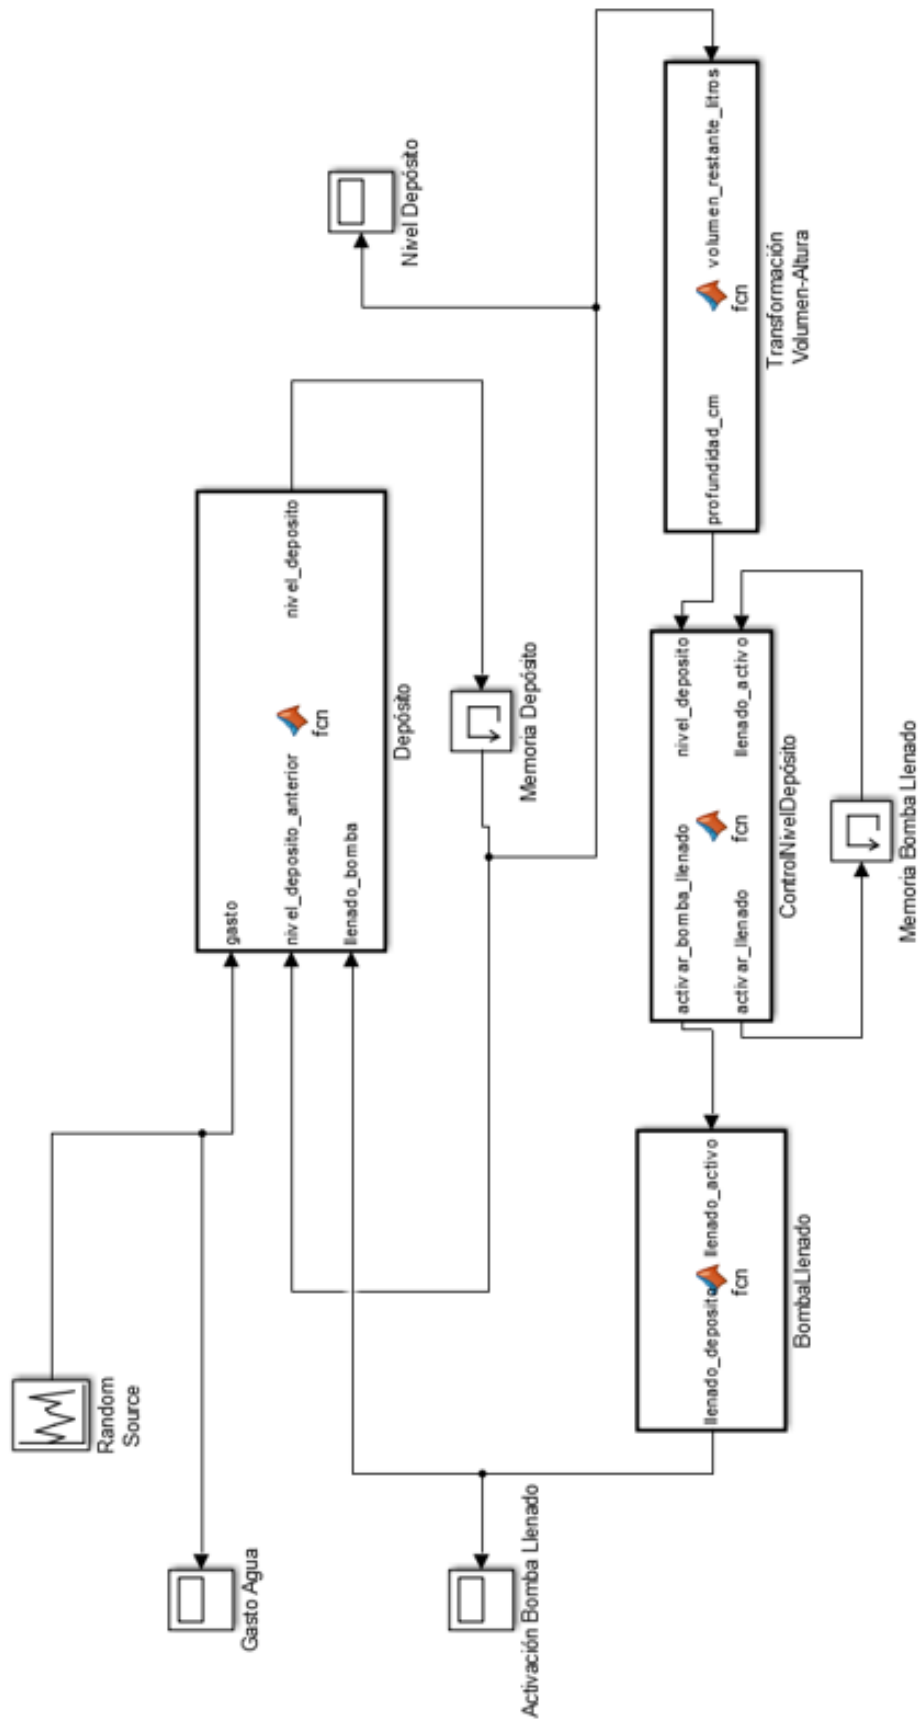 Random
Source
Gasto Agua
gasto
nivel_deposito_anterior
llenado_bomba
nivel_deposito
fcn
Depósito
Nivel Depósito
Memoria Depósito
Activación Bomba Llenado
llenado_deposito
llenado_activo
fcn
BombaLlenado
activar_bomba_llenado
nivel_deposito
activar_llenado
fcn
llenado_activo
ControlNivelDepósito
Memoria Bomba Llenado
profundidad_cm
volumen_restante_litros
fcn
Transformación
Volumen-Altura